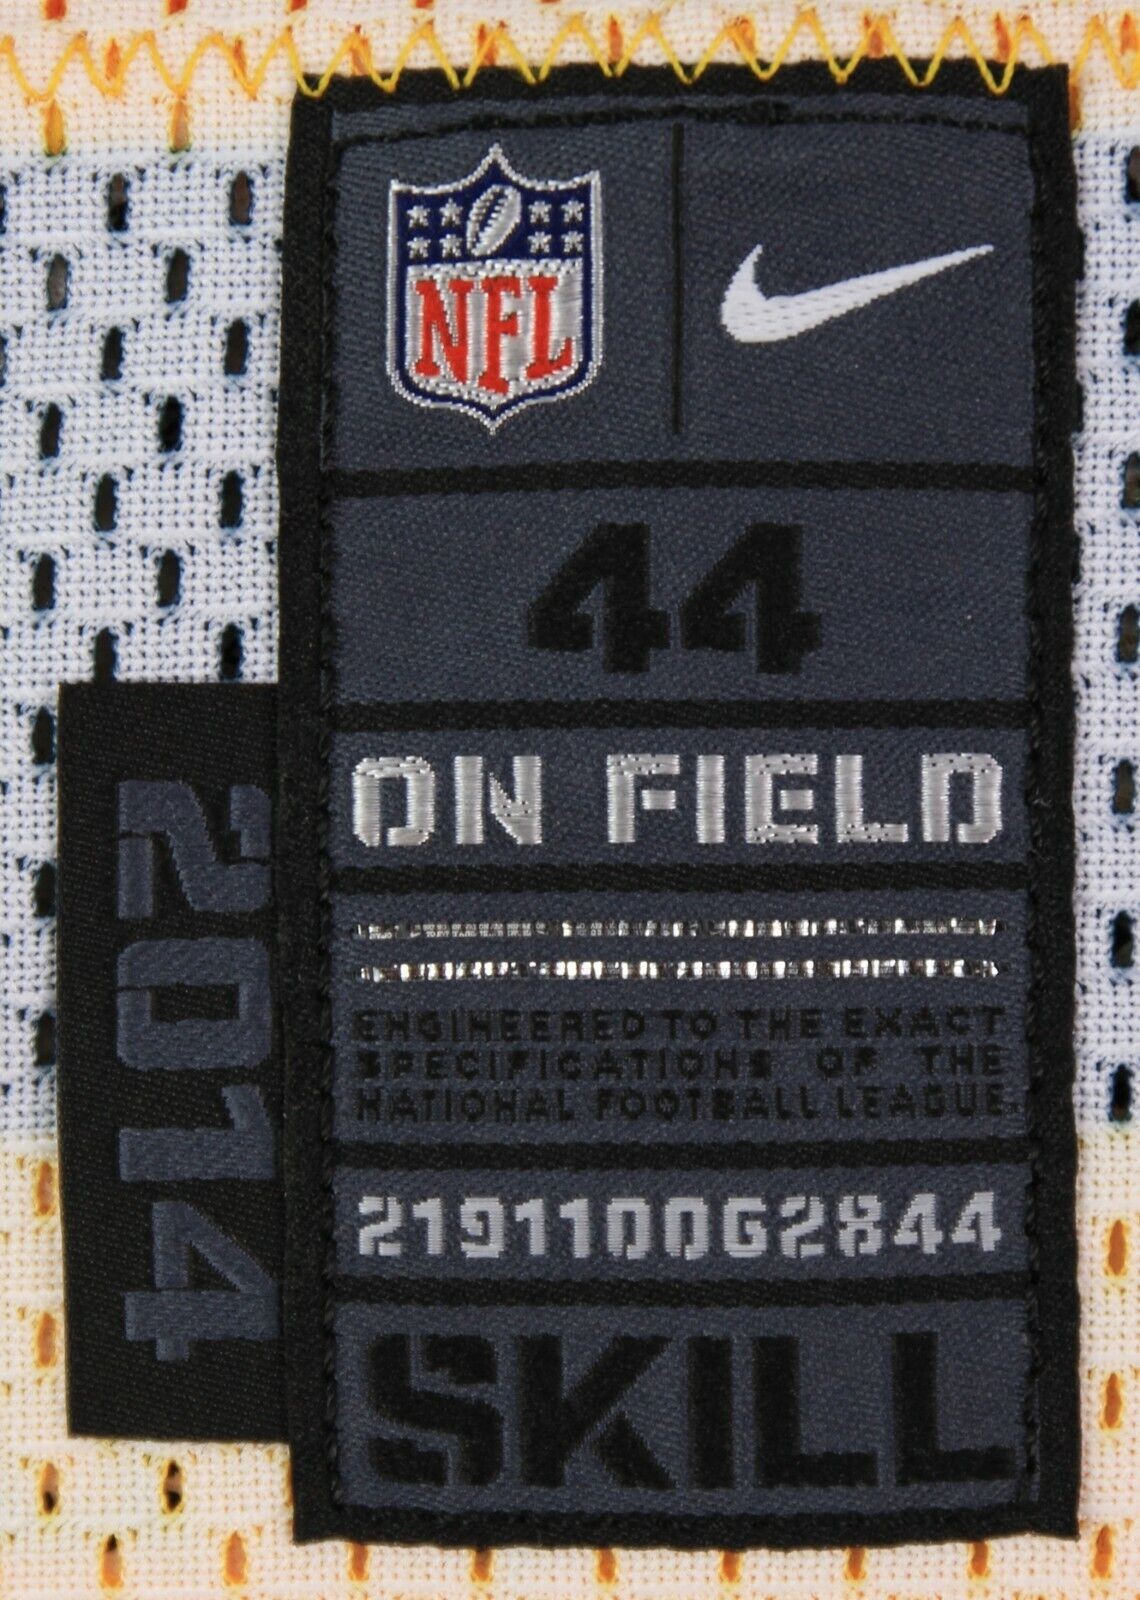 NFL
44
ON FIELD
ENGINEERED TO THE EXACT
SPECIFICATIONS OF THE
NATIONAL FOOTBALL LEAGUE.
2191100G2844
SKILL
2014